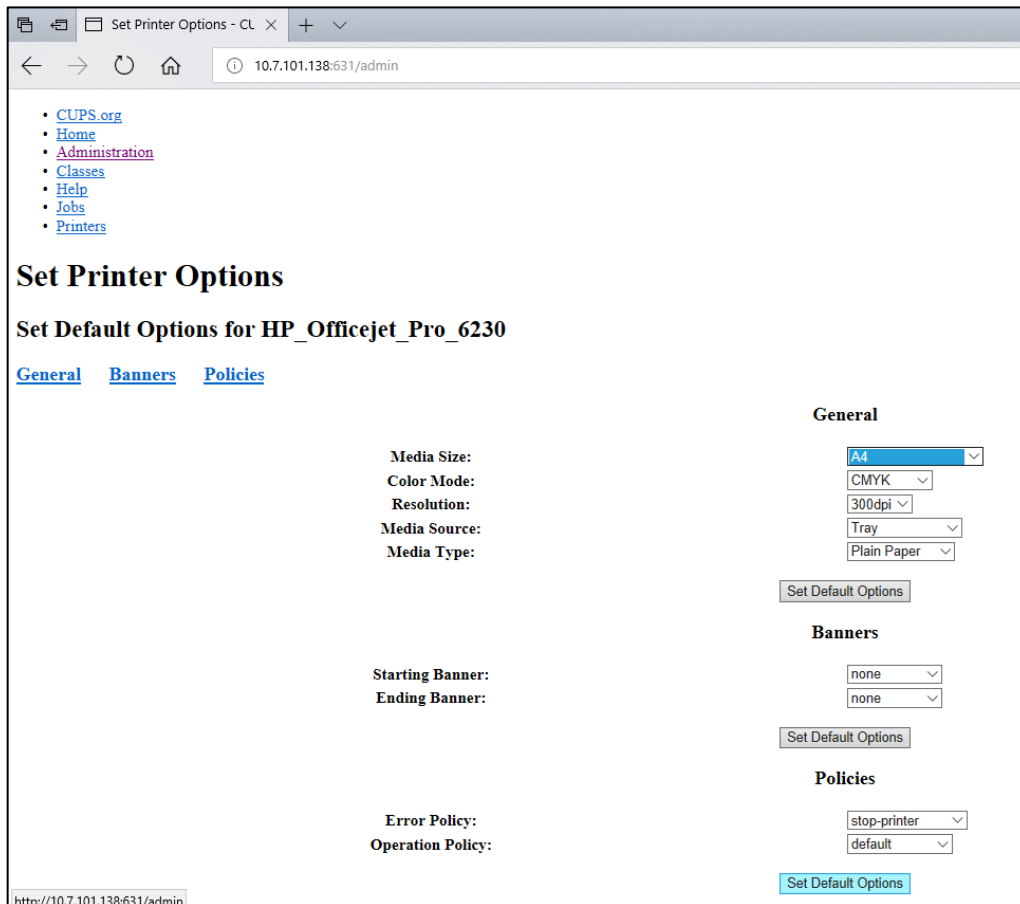 Set Printer Options - CU
10.7.101.138:631/admin
CUPS.org
Home
Administration
Classes
Help
Jobs
Printers
Set Printer Options
Set Default Options for HP_Officejet_Pro_6230
General Banners Policies
General
Media Size: A4
Color Mode: CMYK
Resolution: 300dpi
Media Source: Tray
Media Type: Plain Paper
Set Default Options
Banners
Starting Banner: none
Ending Banner: none
Set Default Options
Policies
Error Policy: stop-printer
Operation Policy: default
Set Default Options
http://10.7.101.138:631/admin